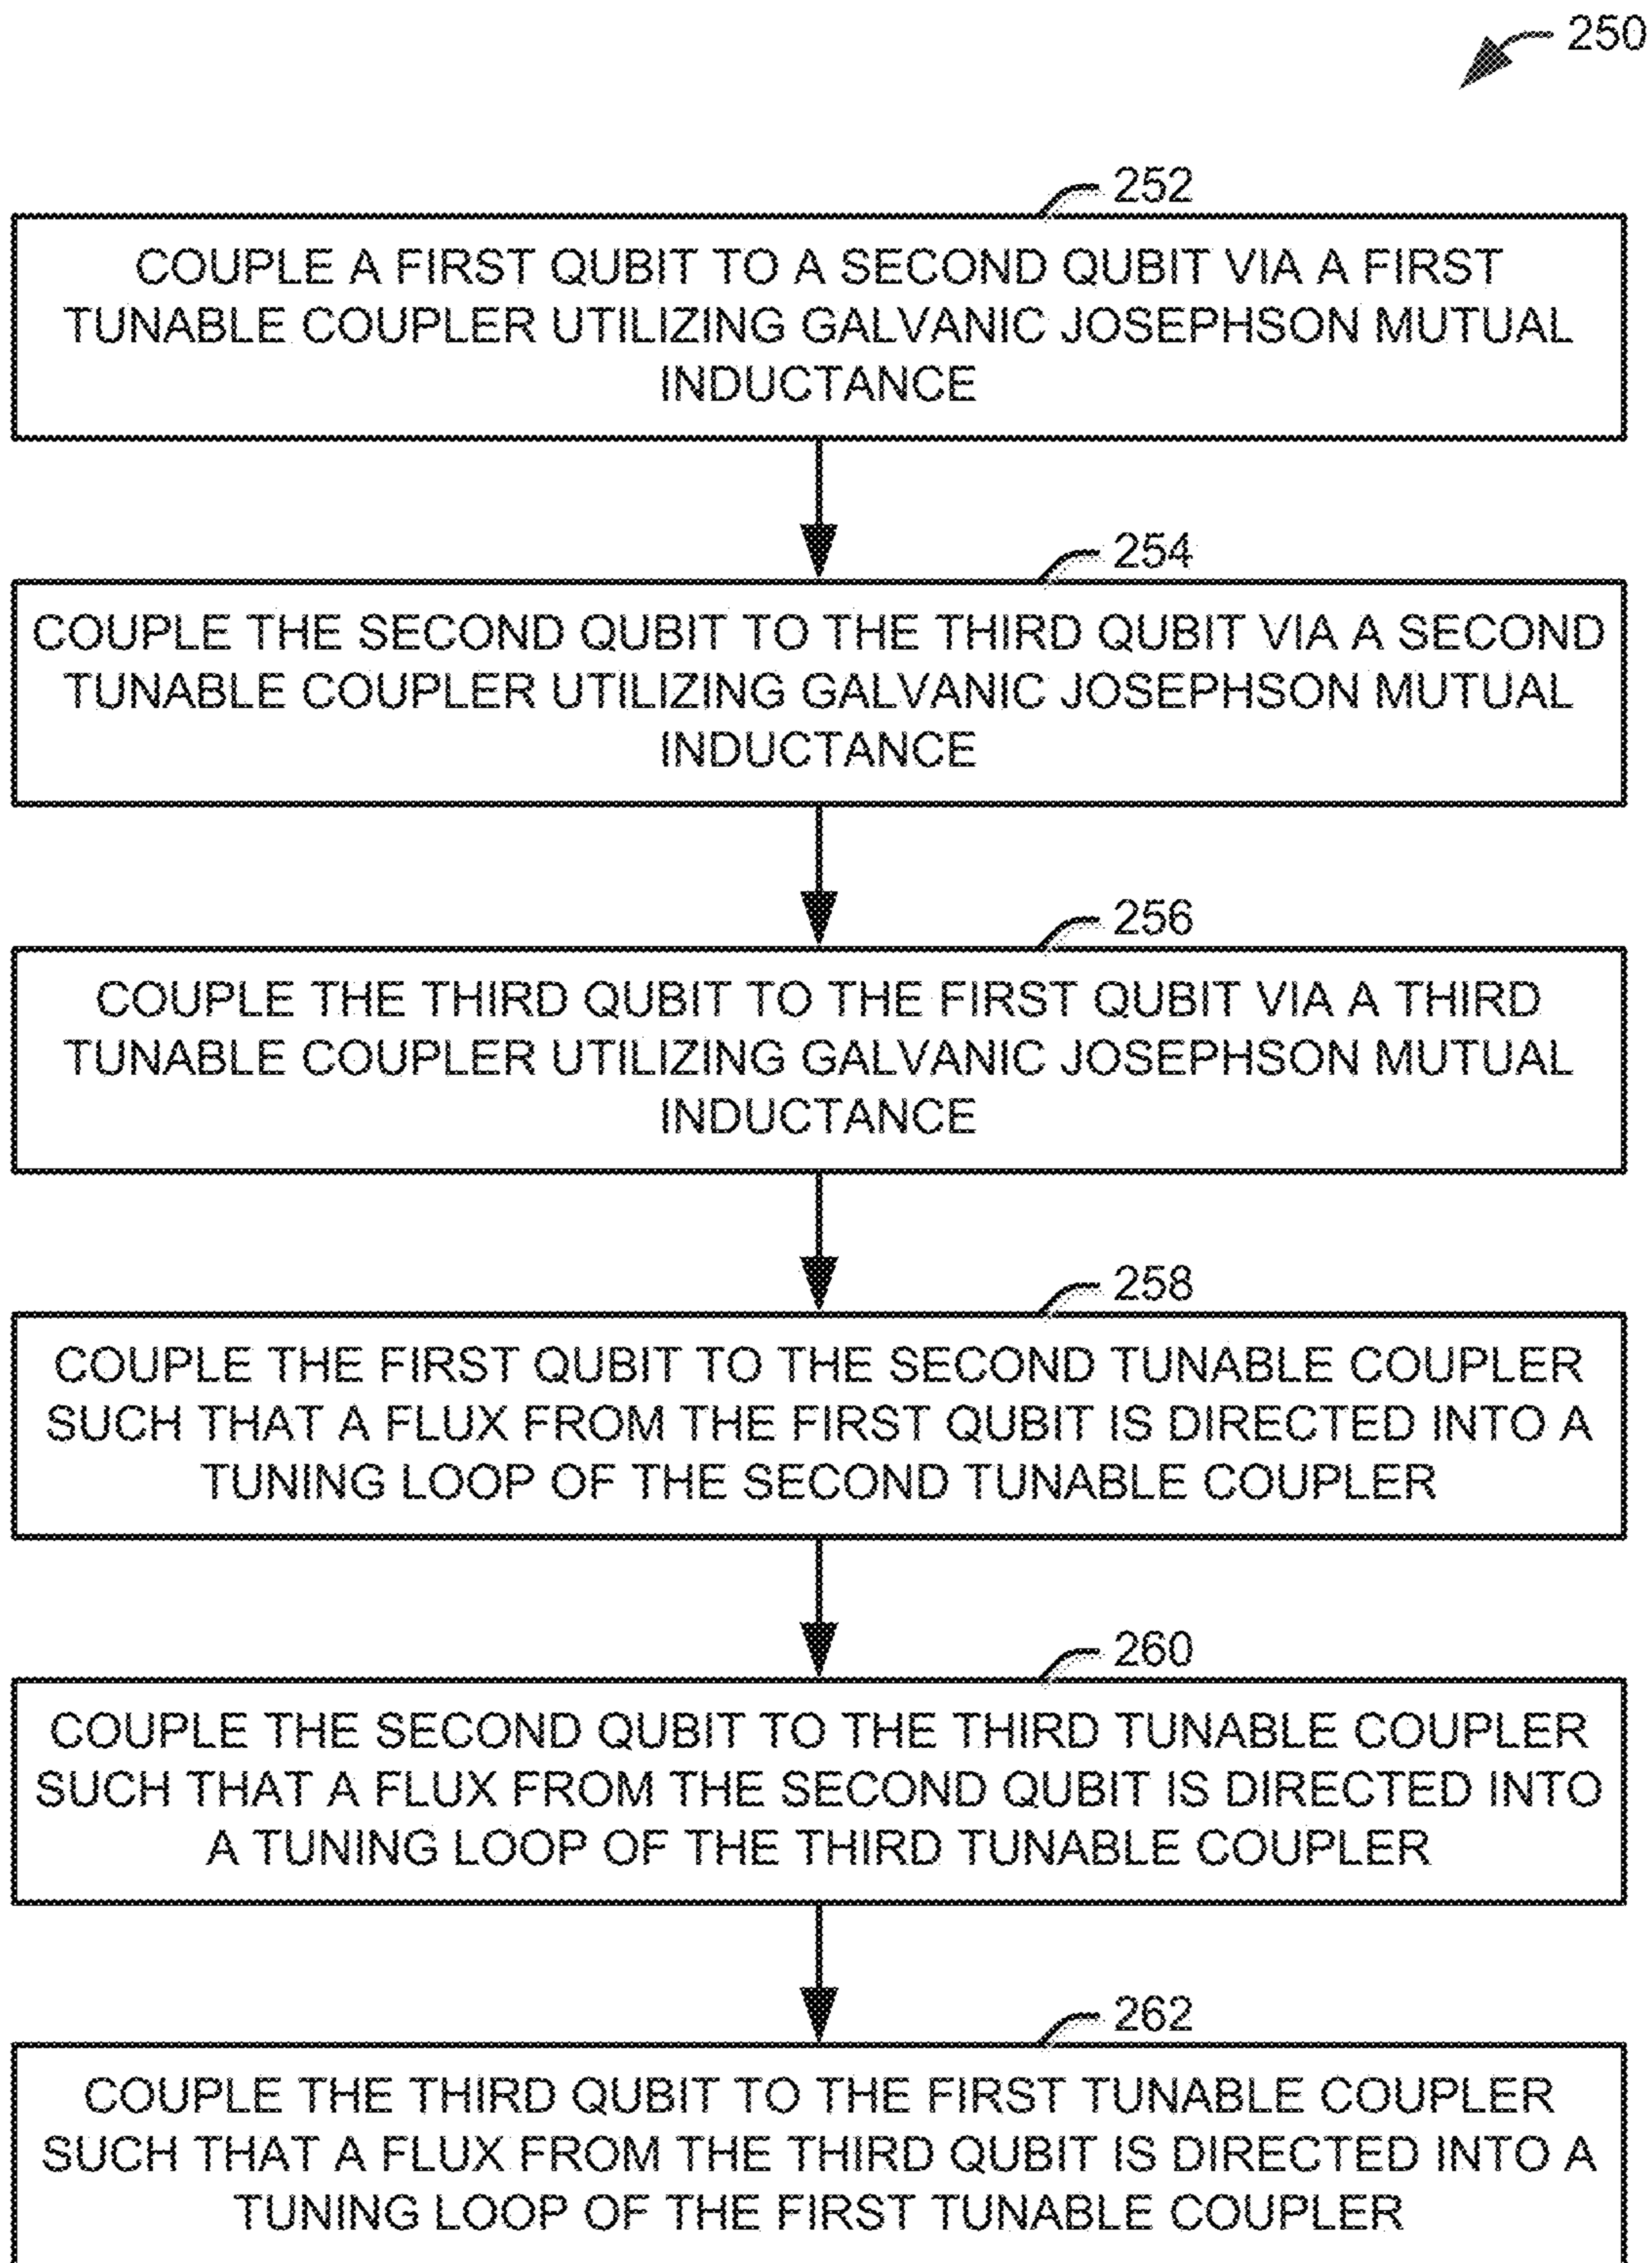 250
252
COUPLE A FIRST QUBIT TO A SECOND QUBIT VIA A FIRST
TUNABLE COUPLER UTILIZING GALVANIC JOSEPHSON MUTUAL
INDUCTANCE
254
COUPLE THE SECOND QUBIT TO THE THIRD QUBIT VIA A SECOND
TUNABLE COUPLER UTILIZING GALVANIC JOSEPHSON MUTUAL
INDUCTANCE
256
COUPLE THE THIRD QUBIT TO THE FIRST QUBIT VIA A THIRD
TUNABLE COUPLER UTILIZING GALVANIC JOSEPHSON MUTUAL
INDUCTANCE
258
COUPLE THE FIRST QUBIT TO THE SECOND TUNABLE COUPLER
SUCH THAT A FLUX FROM THE FIRST QUBIT IS DIRECTED INTO A
TUNING LOOP OF THE SECOND TUNABLE COUPLER
260
COUPLE THE SECOND QUBIT TO THE THIRD TUNABLE COUPLER
SUCH THAT A FLUX FROM THE SECOND QUBIT IS DIRECTED INTO
A TUNING LOOP OF THE THIRD TUNABLE COUPLER
262
COUPLE THE THIRD QUBIT TO THE FIRST TUNABLE COUPLER
SUCH THAT A FLUX FROM THE THIRD QUBIT IS DIRECTED INTO A
TUNING LOOP OF THE FIRST TUNABLE COUPLER